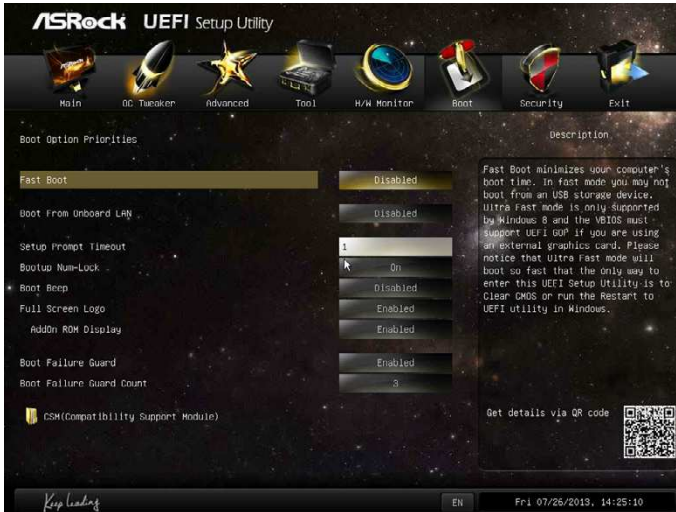 ASRock UEFI Setup Utility
Main OC Tweaker Advanced Tool H/W Monitor Boot Security Exit
Boot Option Priorities
Fast Boot Disabled
Boot From Onboard LAN Disabled
Setup Prompt Timeout 1
Bootup Num-Lock On
Boot Beep Disabled
Full Screen Logo Enabled
AddOn ROM Display Enabled
Boot Failure Guard Enabled
Boot Failure Guard Count 3
CSM(Compatibility Support Module)
Description
Fast Boot minimizes your computer's
boot time. In fast mode you may not
boot from an USB storage device.
Ultra Fast mode is only supported
by Windows 8 and the VBIOS must
support UEFI GOP if you are using
an external graphics card. Please
notice that Ultra Fast mode will
boot so fast that the only way to
enter this UEFI Setup Utility is to
Clear CMOS or run the Restart to
UEFI utility in Windows.
Get details via QR code
Keep Leading
EN Fri 07/26/2013, 14:25:10